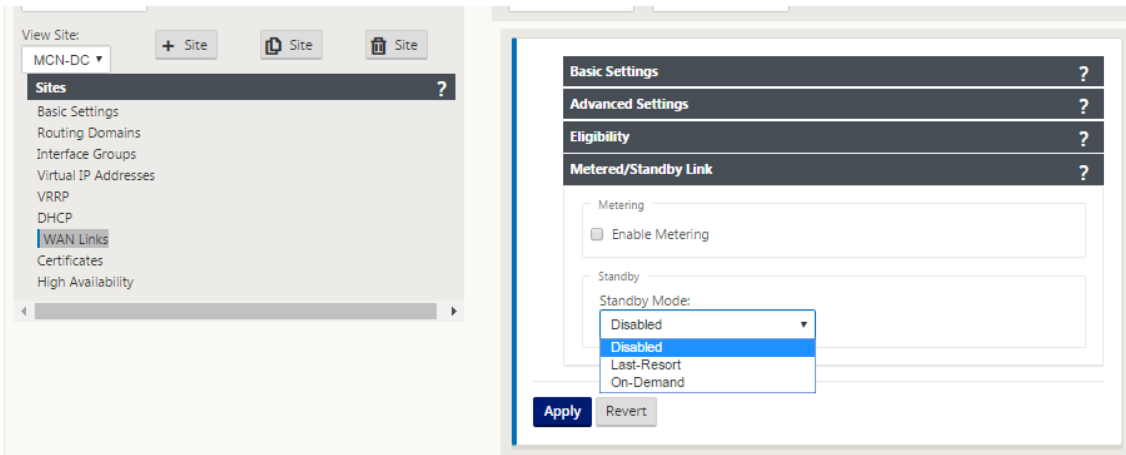 View Site:
MCN-DC
+ Site
Site
Site
Sites ?
Basic Settings
Routing Domains
Interface Groups
Virtual IP Addresses
VRRP
DHCP
WAN Links
Certificates
High Availability
Basic Settings ?
Advanced Settings ?
Eligibility ?
Metered/Standby Link ?
Metering
Enable Metering
Standby
Standby Mode:
Disabled
Disabled
Last-Resort
On-Demand
Apply
Revert